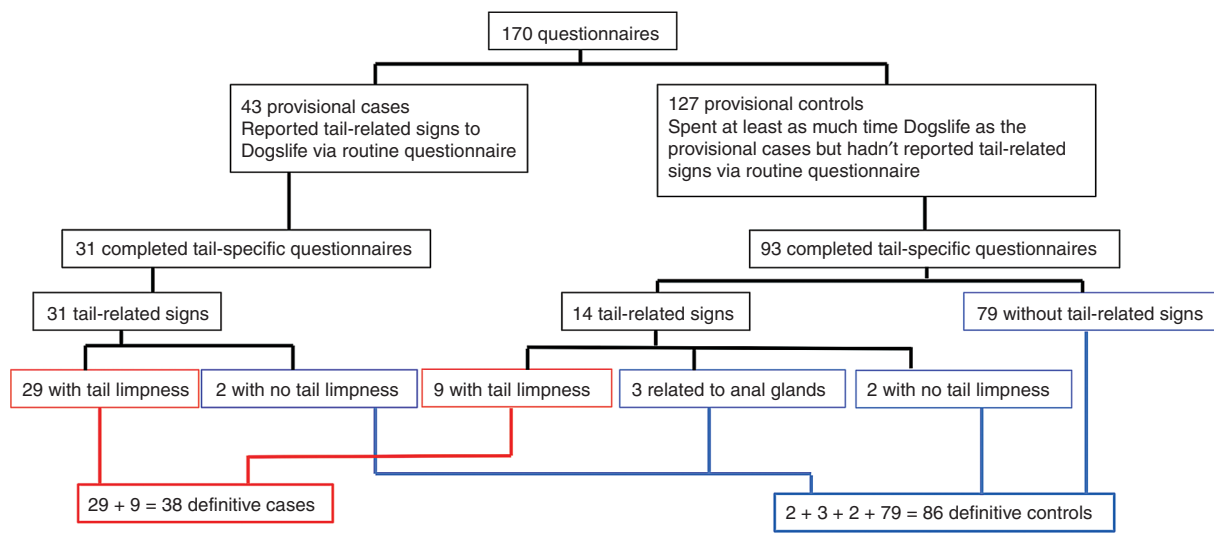 170 questionnaires
43 provisional cases
Reported tail-related signs to
Dogslife via routine questionnaire
127 provisional controls
Spent at least as much time Dogslife as the
provisional cases but hadn't reported tail-related
signs via routine questionnaire
31 completed tail-specific questionnaires
93 completed tail-specific questionnaires
31 tail-related signs
14 tail-related signs
79 without tail-related signs
29 with tail limpness
2 with no tail limpness
9 with tail limpness
3 related to anal glands
2 with no tail limpness
29 + 9 = 38 definitive cases
2 + 3 + 2 + 79 = 86 definitive controls